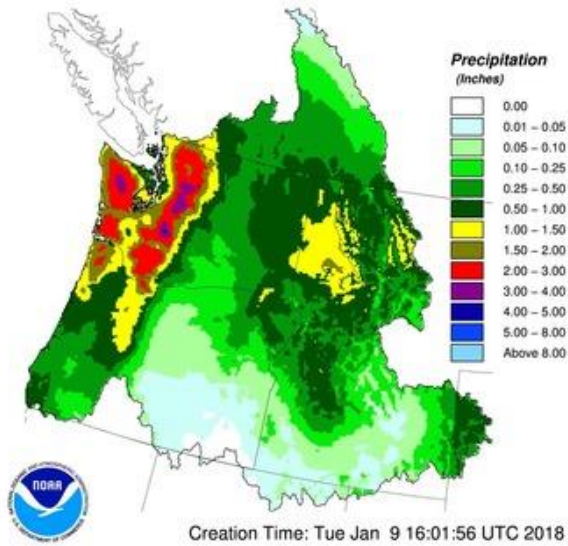 Precipitation
(Inches)
0.00
0.01 – 0.05
0.05 – 0.10
0.10 – 0.25
0.25 – 0.50
0.50 – 1.00
1.00 – 1.50
1.50 – 2.00
2.00 – 3.00
3.00 – 4.00
4.00 – 5.00
5.00 – 8.00
Above 8.00
NOAA
Creation Time: Tue Jan 9 16:01:56 UTC 2018